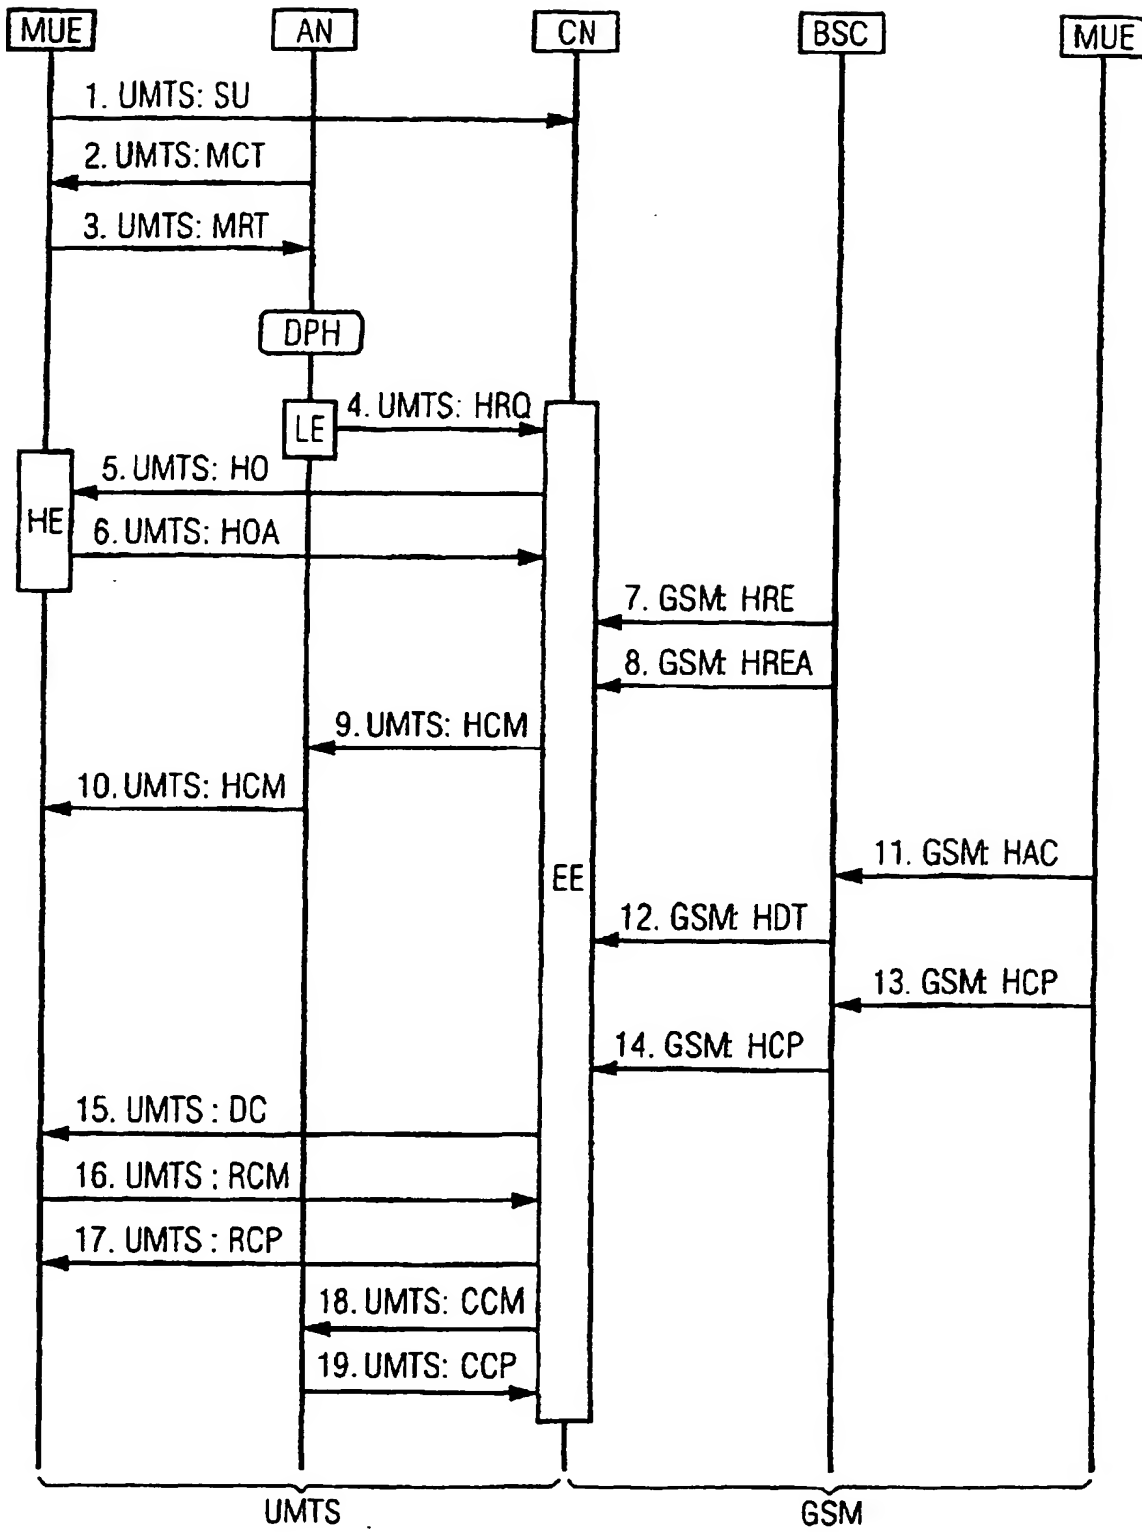 MUE AN CN BSC MUE
1. UMTS: SU
2. UMTS: MCT
3. UMTS: MRT
DPH
LE
4. UMTS: HRQ
5. UMTS: HO
HE
6. UMTS: HOA
7. GSM: HRE
8. GSM: HREA
9. UMTS: HCM
10. UMTS: HCM
11. GSM: HAC
EE
12. GSM: HDT
13. GSM: HCP
14. GSM: HCP
15. UMTS : DC
16. UMTS : RCM
17. UMTS : RCP
18. UMTS: CCM
19. UMTS: CCP
UMTS GSM